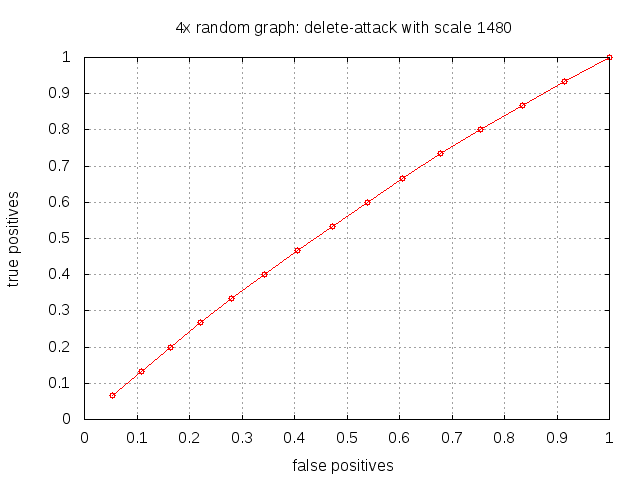 4x random graph: delete-attack with scale 1480
true positives
1
0.9
0.8
0.7
0.6
0.5
0.4
0.3
0.2
0.1
0
0 0.1 0.2 0.3 0.4 0.5 0.6 0.7 0.8 0.9 1
false positives